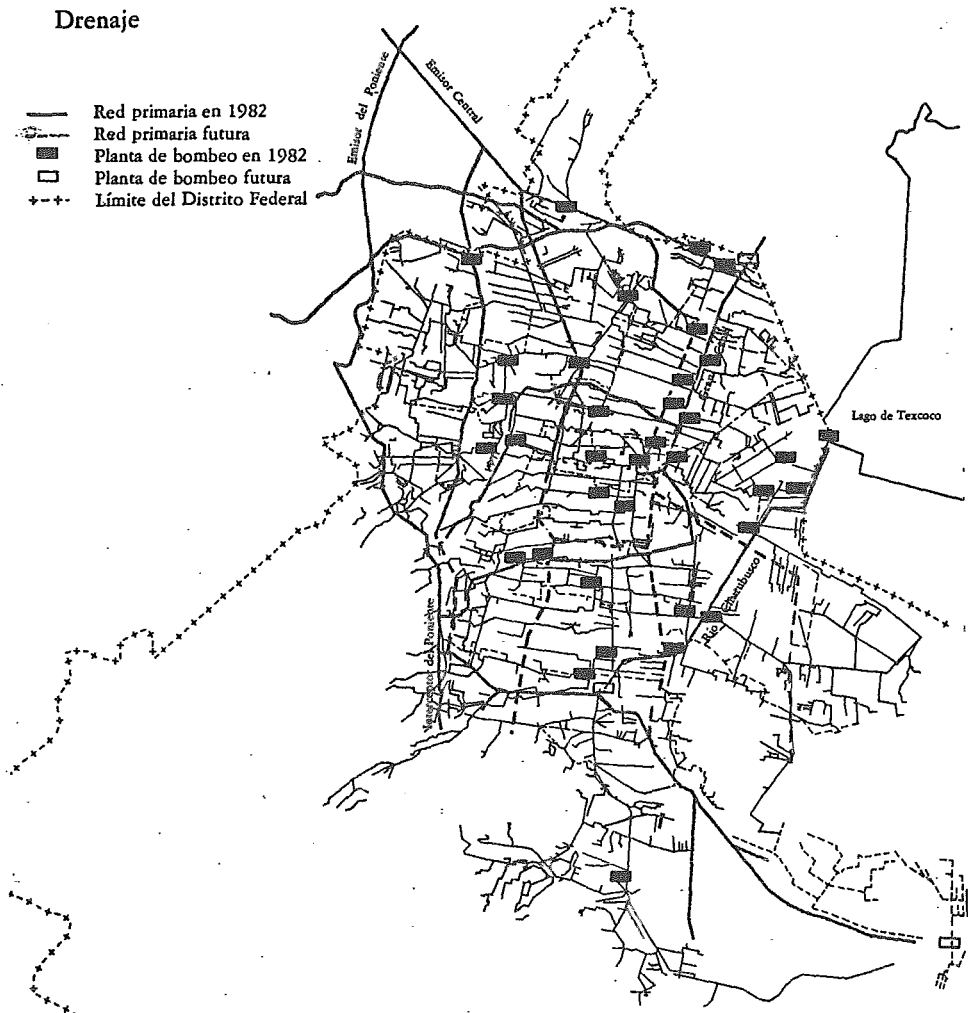 Drenaje
Red primaria en 1982
Red primaria futura
Planta de bombeo en 1982
Planta de bombeo futura
Límite del Distrito Federal
Emisor del Poniente
Emisor Central
Lago de Texcoco
Río Churubusco
Interceptor del Poniente